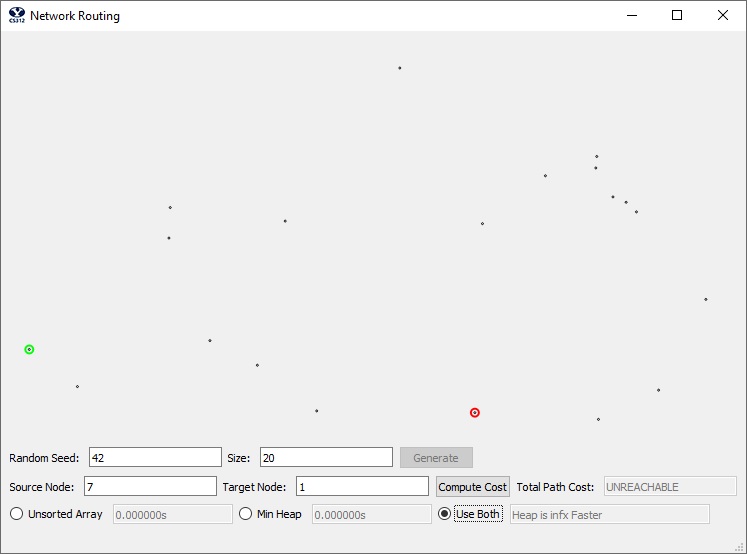 CS312 Network Routing
Random Seed: 42 Size: 20 Generate
Source Node: 7 Target Node: 1 Compute Cost Total Path Cost: UNREACHABLE
Unsorted Array 0.000000s Min Heap 0.000000s Use Both Heap is infx Faster